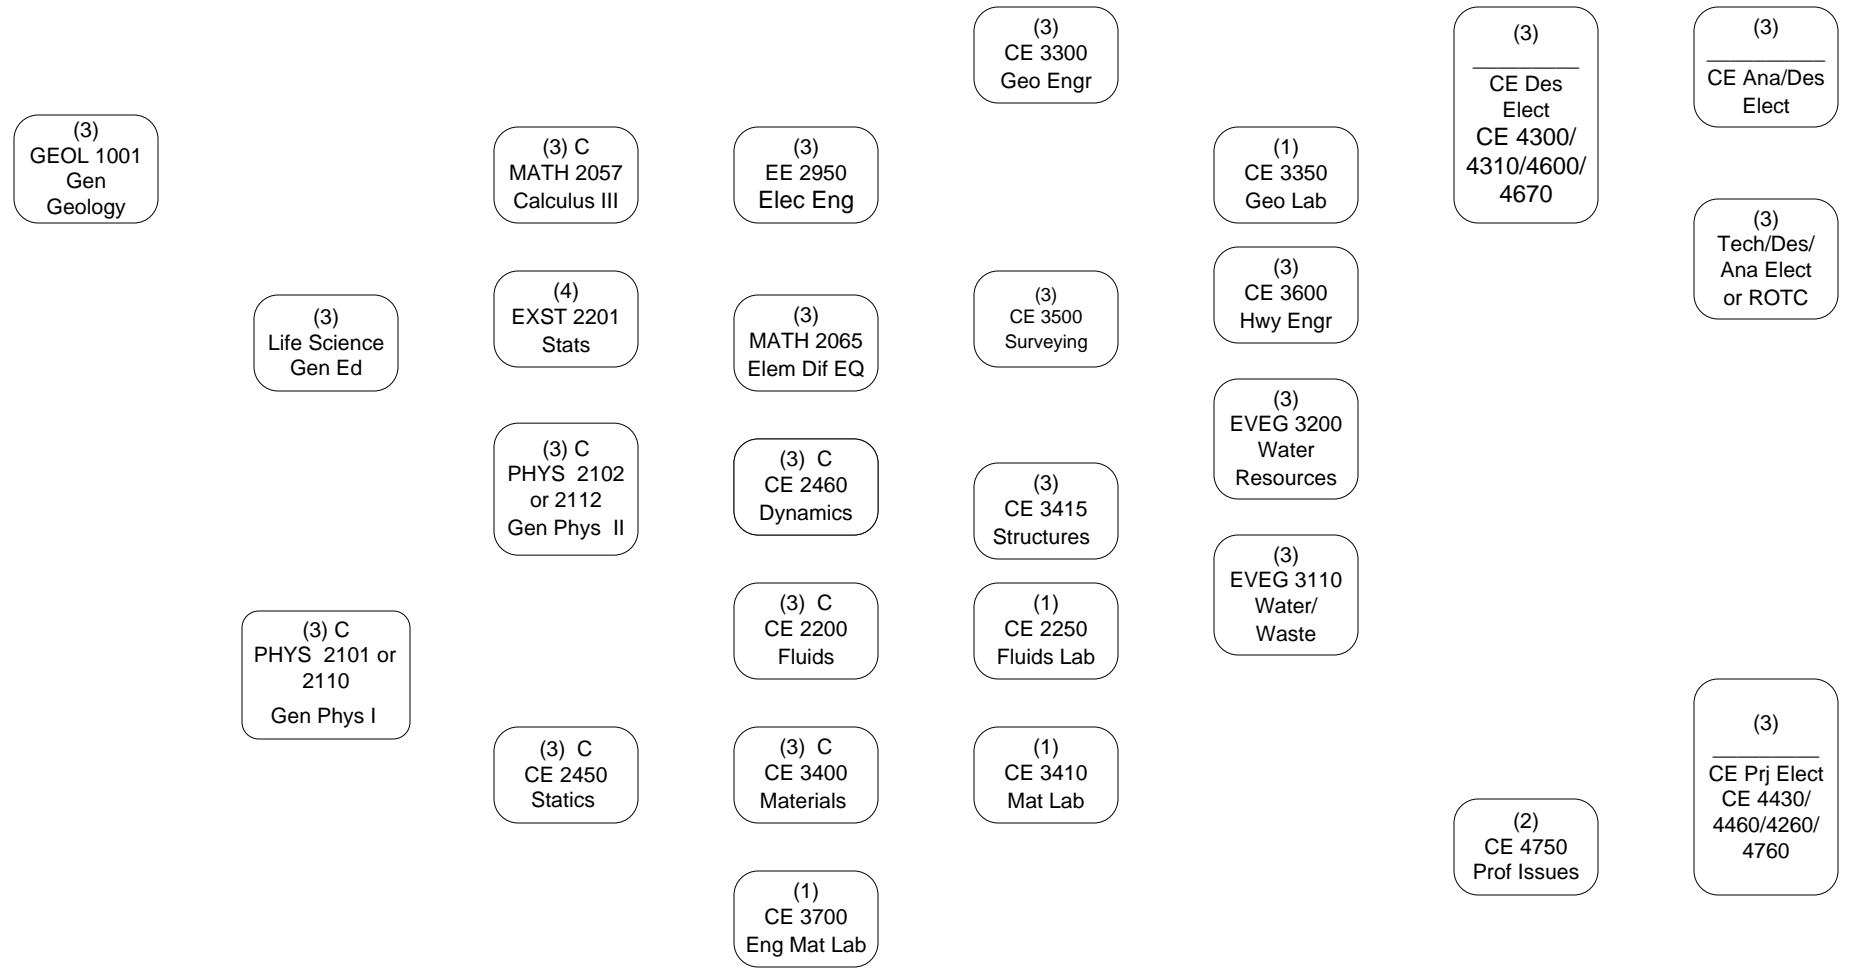 (3)
GEOL 1001
Gen
Geology
(3)
Life Science
Gen Ed
(3) C
PHYS  2101 or
2110
Gen Phys I
(3) C
MATH 2057
Calculus III
(4)
EXST 2201
Stats
(3) C
PHYS  2102
or 2112
Gen Phys  II
(3)  C
CE 2450
Statics
(3)
EE 2950
Elec Eng
(3)
MATH 2065
Elem Dif EQ
(3)  C
CE 2460
Dynamics
(3)  C
CE 2200
Fluids
(3)  C
CE 3400
Materials
(1)
CE 3700
Eng Mat Lab
(3)
CE 3300
Geo Engr
(3)
CE 3500
Surveying
(3)
CE 3415
Structures
(1)
CE 2250
Fluids Lab
(1)
CE 3410
Mat Lab
(1)
CE 3350
Geo Lab
(3)
CE 3600
Hwy Engr
(3)
EVEG 3200
Water
Resources
(3)
EVEG 3110
Water/
Waste
(3)
_________
CE Des
Elect
CE 4300/
4310/4600/
4670
(2)
CE 4750
Prof Issues
(3)
__________
CE Ana/Des
Elect
(3)
Tech/Des/
Ana Elect
or ROTC
(3)
_________
CE Prj Elect
CE 4430/
4460/4260/
4760